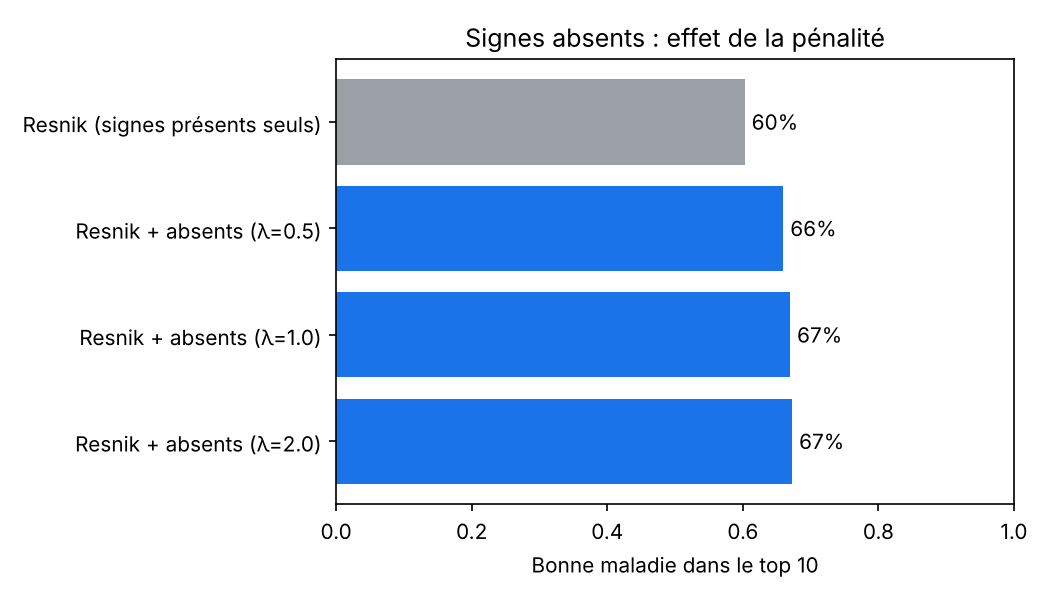 Signes absents : effet de la pénalité
Resnik (signes présents seuls)
60%
Resnik + absents (λ=0.5)
66%
Resnik + absents (λ=1.0)
67%
Resnik + absents (λ=2.0)
67%
0.0 0.2 0.4 0.6 0.8 1.0
Bonne maladie dans le top 10